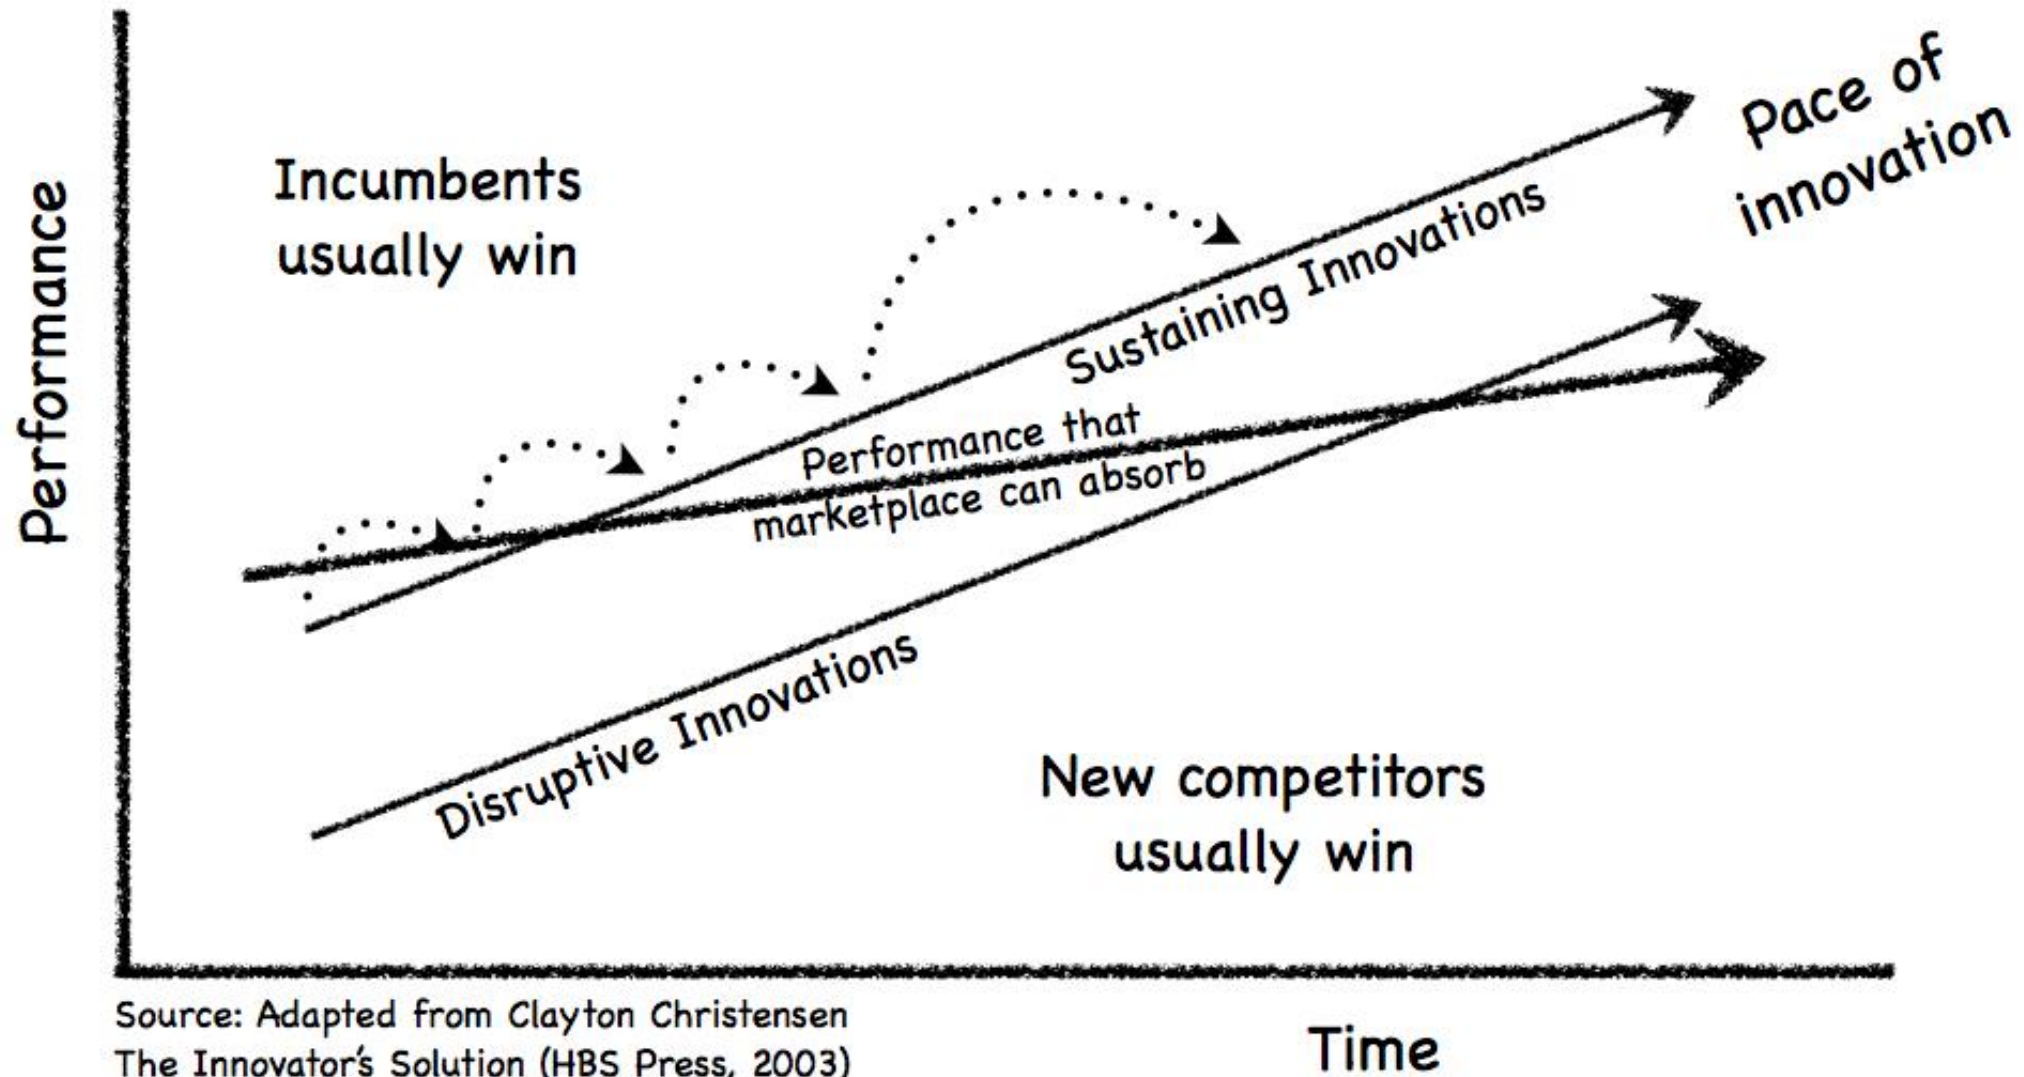 Performance
Incumbents
usually win
Pace of
innovation
Sustaining Innovations
Performance that
marketplace can absorb
Disruptive Innovations
New competitors
usually win
Time
Source: Adapted from Clayton Christensen
The Innovator's Solution (HBS Press, 2003)